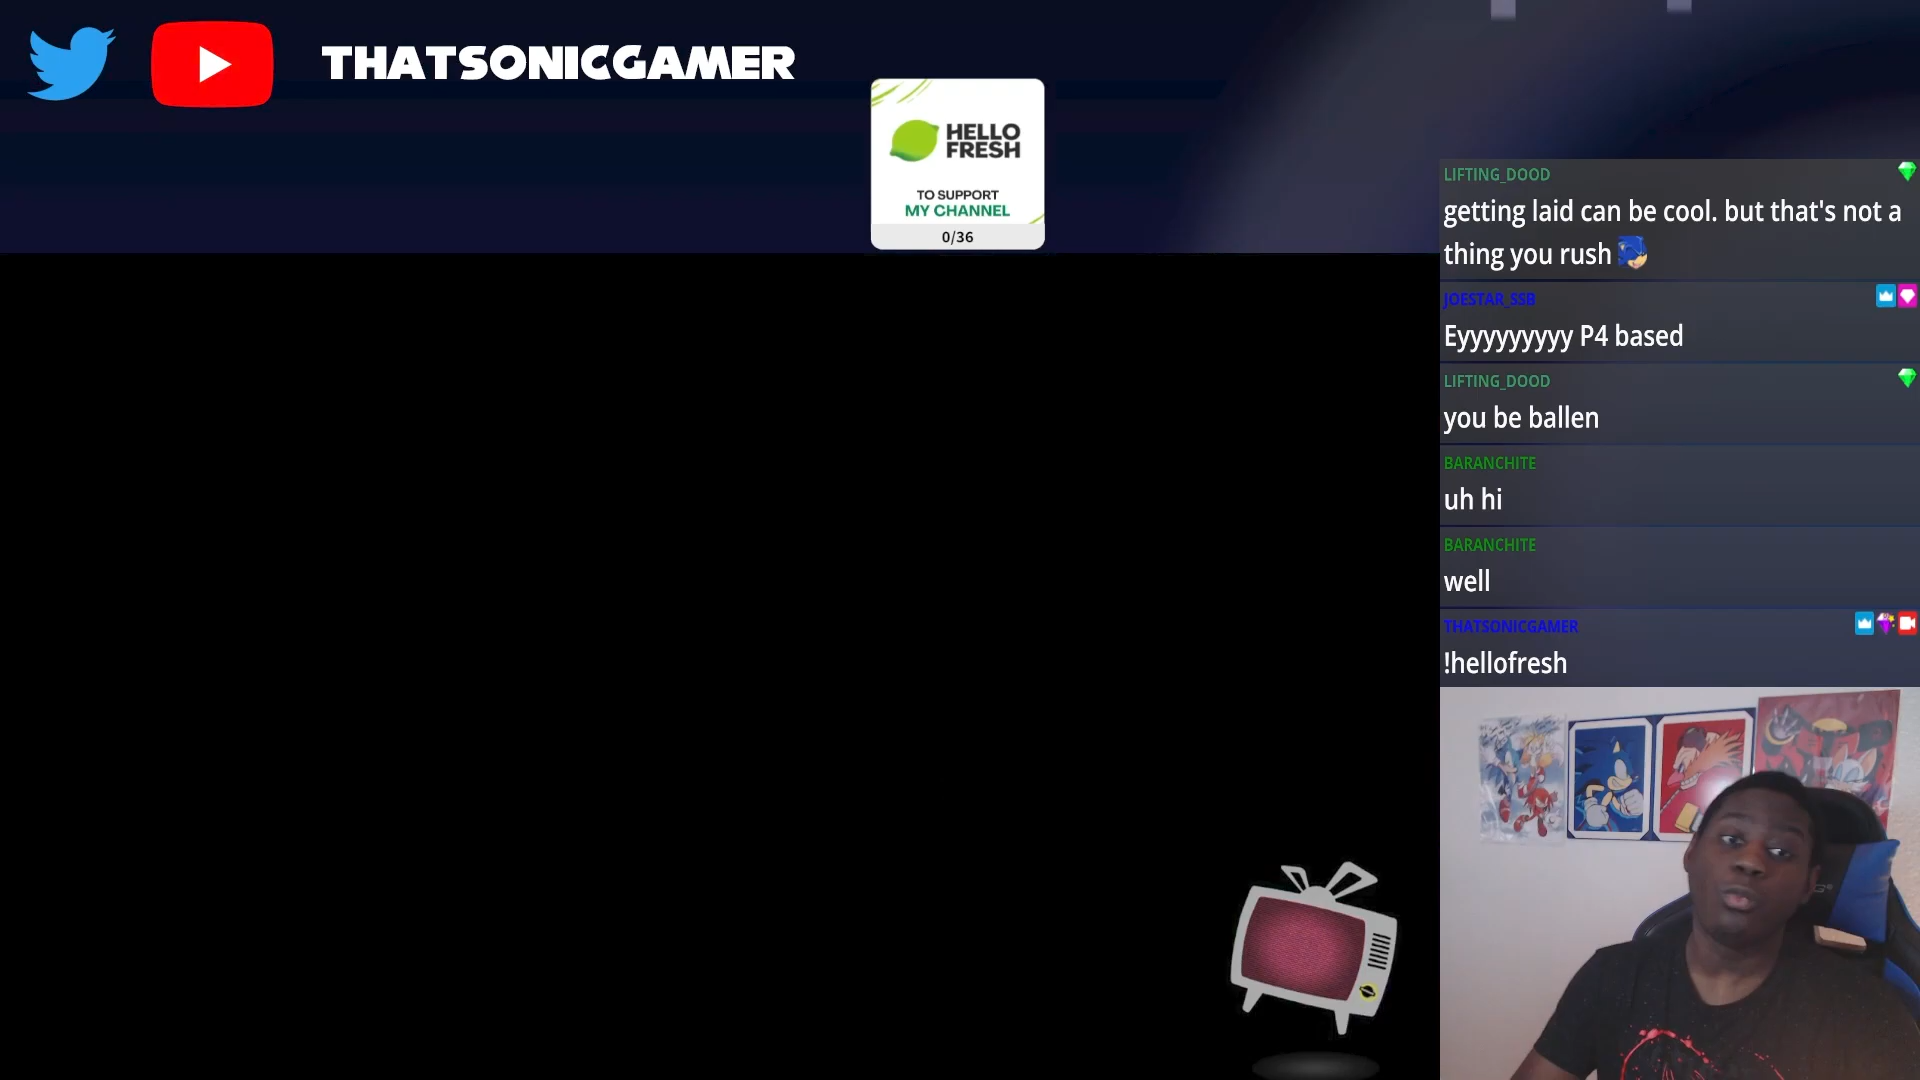 THATSONICGAMER
HELLO
FRESH
TO SUPPORT
MY CHANNEL
0/36
LIFTING_DOOD
getting laid can be cool. but that's not a
thing you rush
JOESTAR_SSB
Eyyyyyyyyy P4 based
LIFTING_DOOD
you be ballen
BARANCHITE
uh hi
BARANCHITE
well
THATSONICGAMER
!hellofresh